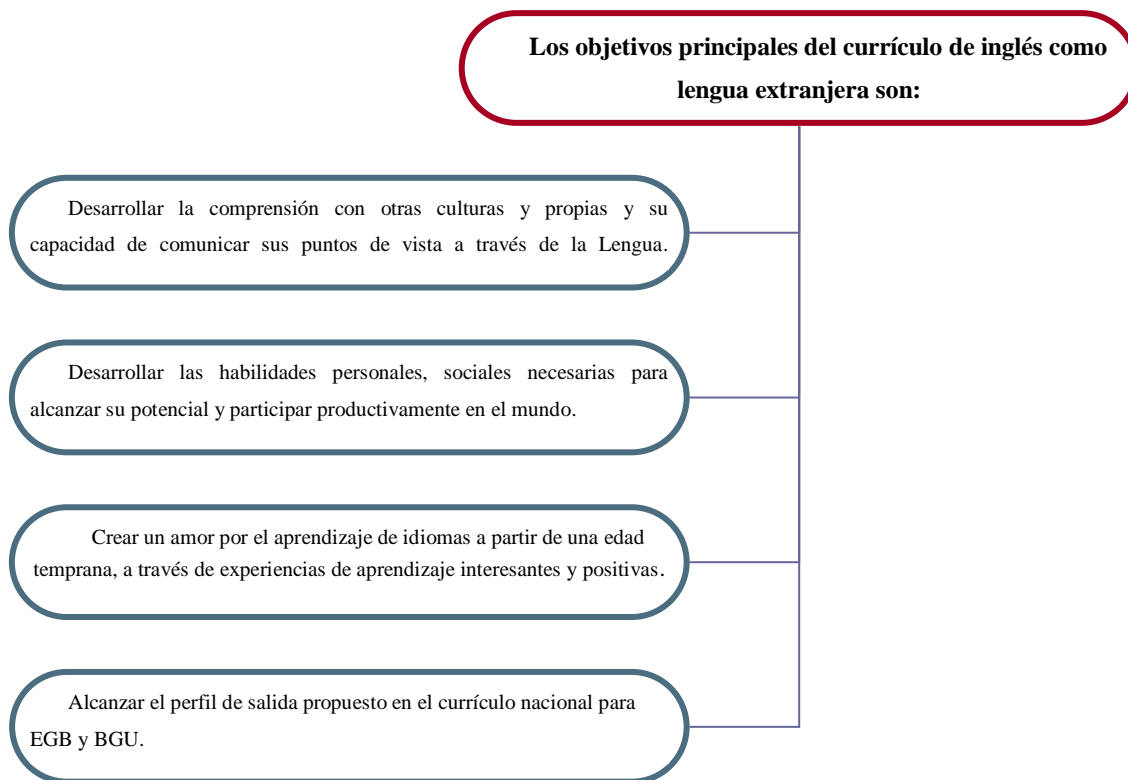 Los objetivos principales del currículo de inglés como
lengua extranjera son:
Desarrollar la comprensión con otras culturas y propias y su
capacidad de comunicar sus puntos de vista a través de la Lengua.
Desarrollar las habilidades personales, sociales necesarias para
alcanzar su potencial y participar productivamente en el mundo.
Crear un amor por el aprendizaje de idiomas a partir de una edad
temprana, a través de experiencias de aprendizaje interesantes y positivas.
Alcanzar el perfil de salida propuesto en el currículo nacional para
EGB y BGU.